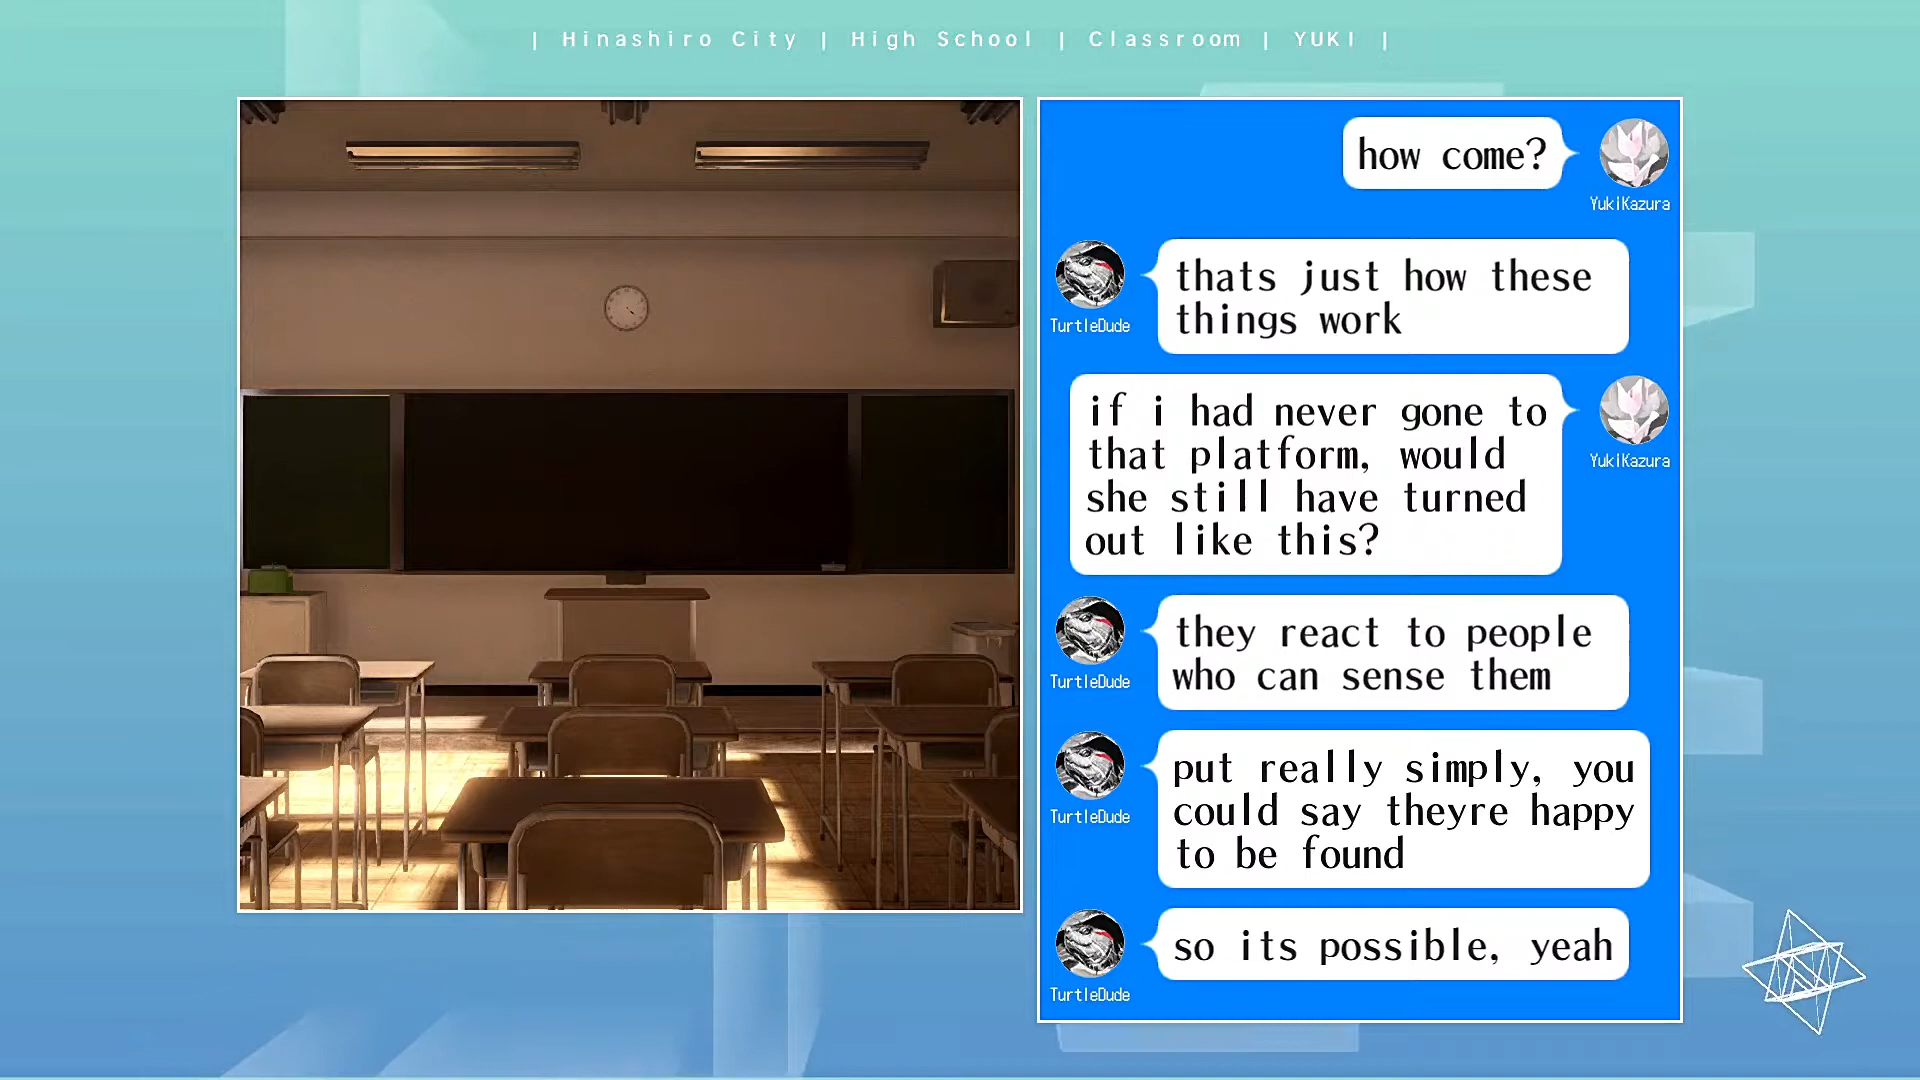 | Hinashiro City | High School | Classroom | YUKI |
how come?
YukiKazura
thats just how these
things work
TurtleDude
if i had never gone to
that platform, would
she still have turned
out like this?
YukiKazura
they react to people
who can sense them
TurtleDude
put really simply, you
could say theyre happy
to be found
TurtleDude
so its possible, yeah
TurtleDude